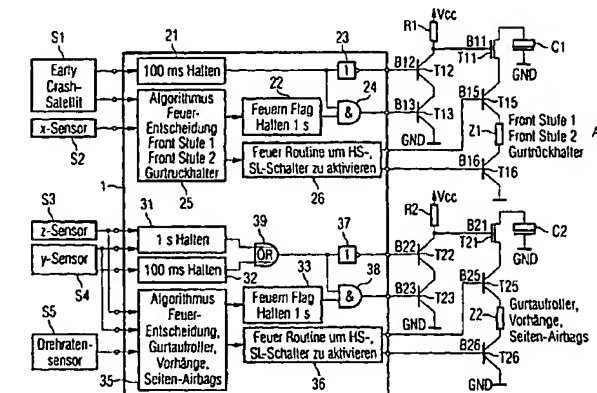 S1
Early
Crash-
Satellit
x-Sensor
S2
1
21
100 ms Halten
Algorithmus
Feuer-
Entscheidung
Front Stufe 1
Front Stufe 2
Gurtrückhalter
25
22
Feuern Flag
Halten 1 s
Feuer Routine um HS-,
SL-Schalter zu aktivieren
26
23
1
24
&
R1
Vcc
B12
T12
B13
T13
GND
B11
T11
C1
GND
B15
T15
Z1
Front Stufe 1
Front Stufe 2
Gurtrückhalter
B16
T16
GND
A
S3
z-Sensor
y-Sensor
S4
S5
Drehraten-
sensor
31
1 s Halten
100 ms Halten
32
Algorithmus
Feuer-
Entscheidung,
Gurtaufroller,
Vorhänge,
Seiten-Airbags
35
39
OR
33
Feuern Flag
Halten 1 s
Feuer Routine um HS-,
SL-Schalter zu aktivieren
36
37
1
38
&
R2
Vcc
B22
T22
B23
T23
GND
B21
T21
C2
GND
B25
T25
Z2
Gurtaufroller,
Vorhänge,
Seiten-Airbags
B26
T26
GND